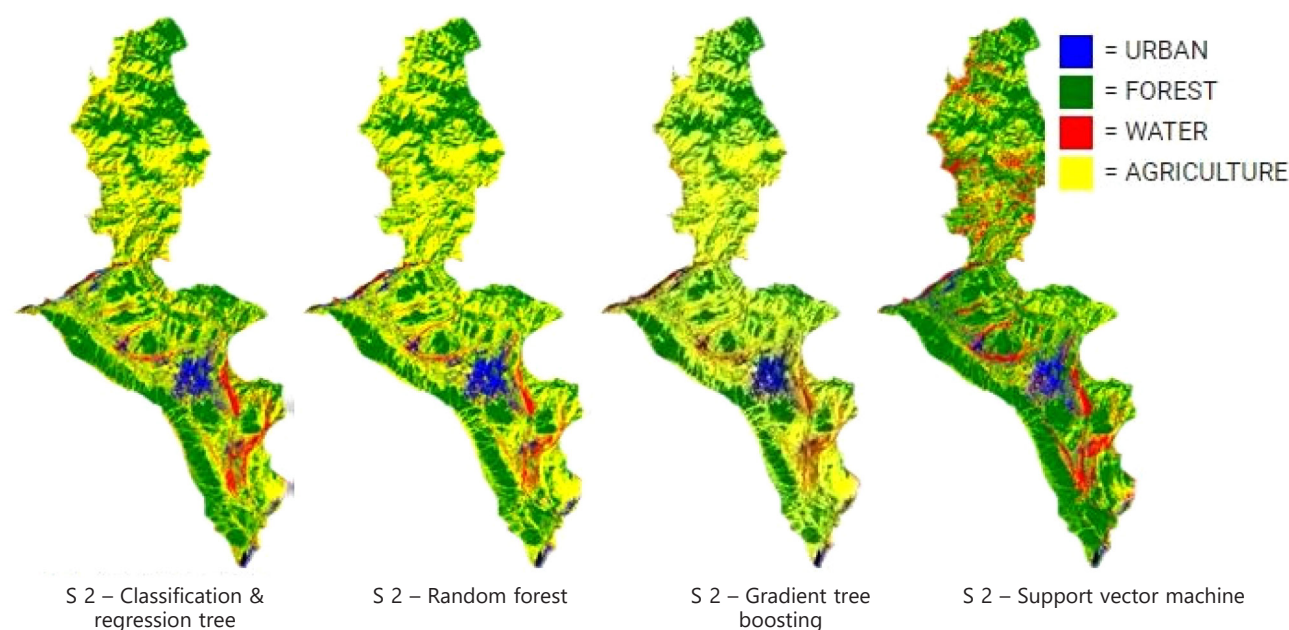 = URBAN
= FOREST
= WATER
= AGRICULTURE
S 2 – Classification &
regression tree
S 2 – Random forest
S 2 – Gradient tree
boosting
S 2 – Support vector machine